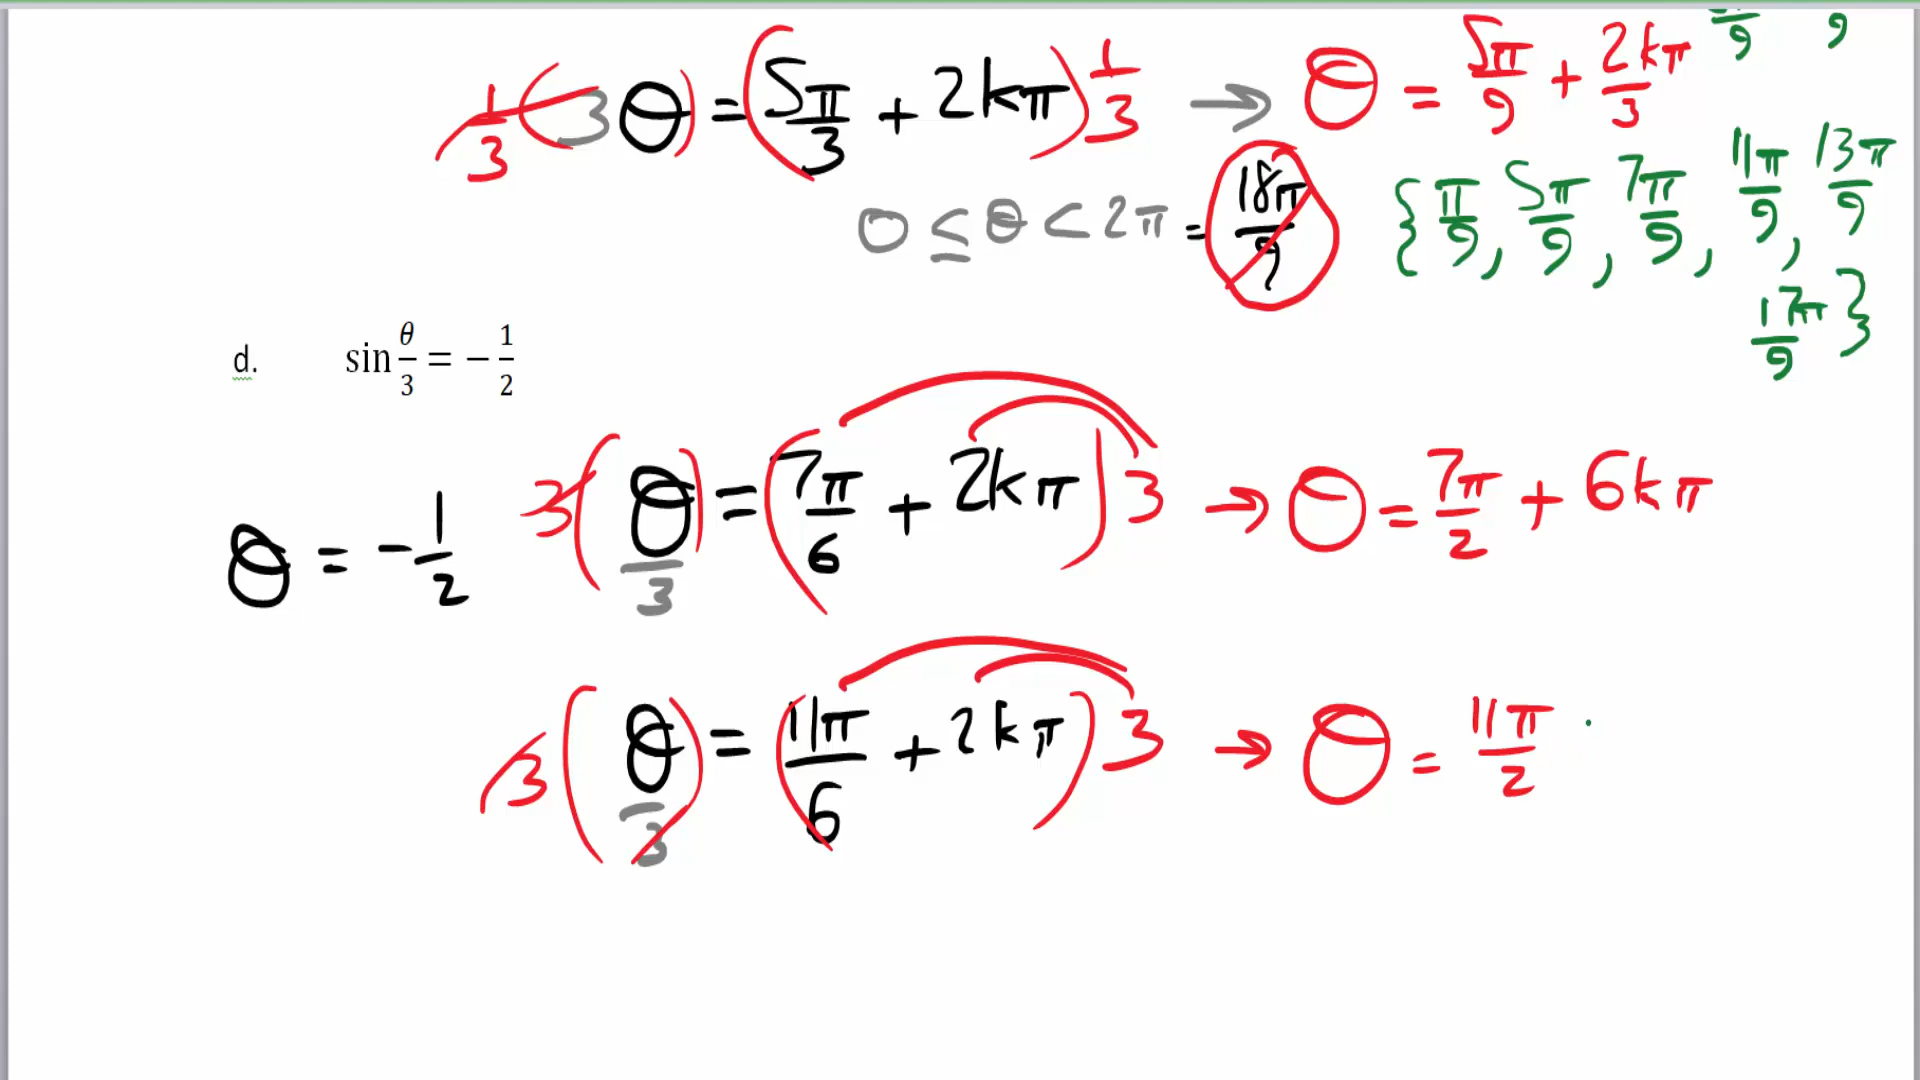 1/3 (3θ) = (5π/3 + 2kπ) 1/3 → θ = 5π/9 + 2kπ/3
0 ≤ θ < 2π = 18π/9
{π/9, 5π/9, 7π/9, 11π/9, 13π/9
17π/9}
d. sin θ/3 = − 1/2
3(θ/3) = (7π/6 + 2kπ)3 → θ = 7π/2 + 6kπ
θ = -1/2
3(θ/3) = (11π/6 + 2kπ)3 → θ = 11π/2